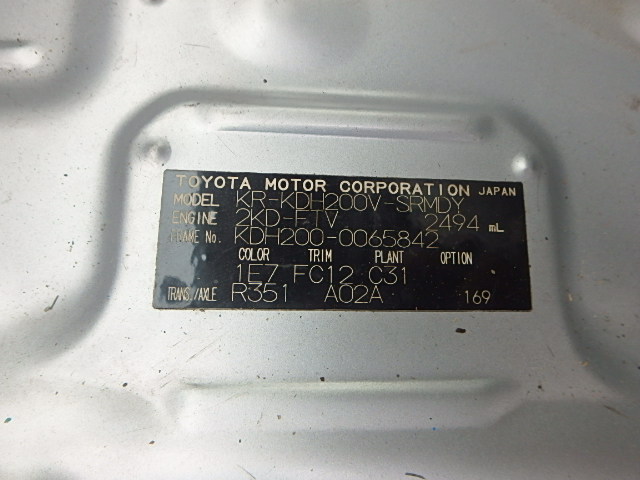 TOYOTA MOTOR CORPORATION JAPAN
MODEL KR-KDH200V-SRMDY
ENGINE 2KD-FTV 2494 mL
FRAME No. KDH200-0065842
COLOR TRIM PLANT OPTION
1E7 FC12 C31
TRANS./AXLE R351 A02A 169